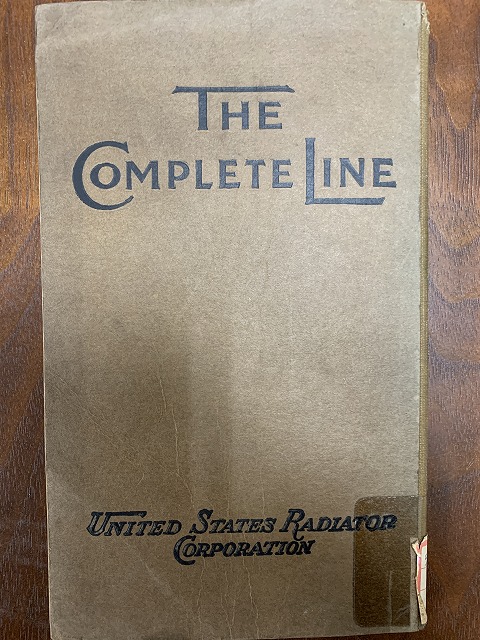 THE
COMPLETE LINE
UNITED STATES RADIATOR
CORPORATION